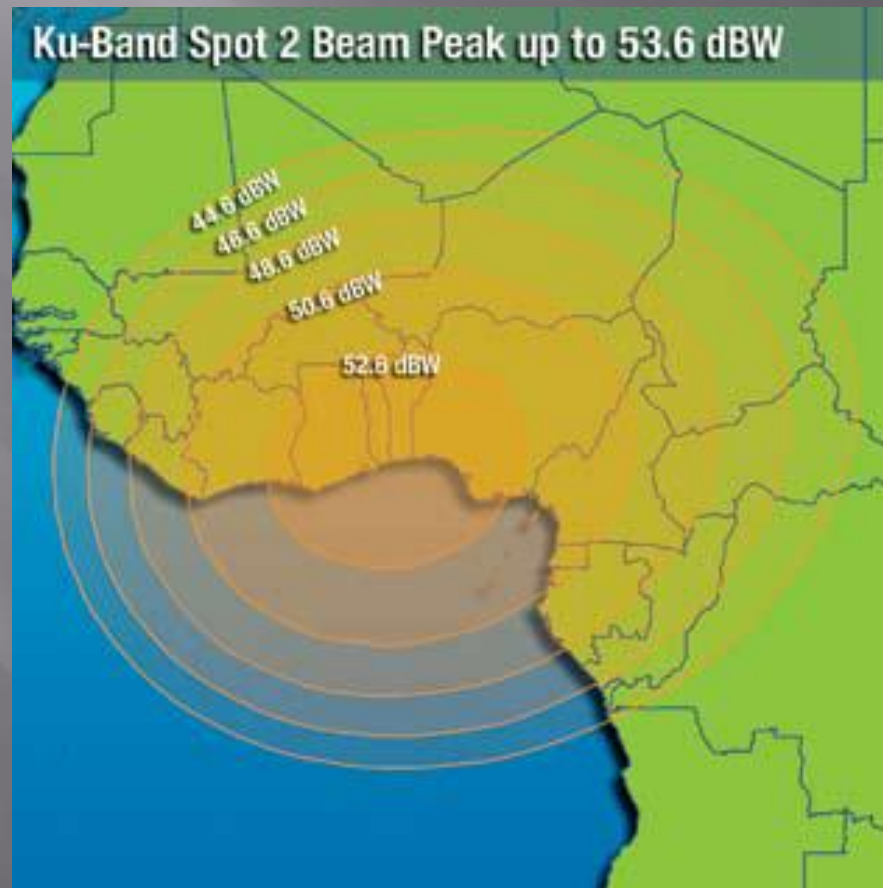 Ku-Band Spot 2 Beam Peak up to 53.6 dBW
44.6 dBW
46.6 dBW
48.6 dBW
50.6 dBW
52.6 dBW